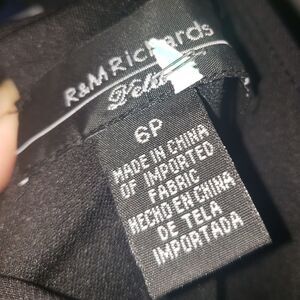 R&M Richards
6P
MADE IN CHINA
OF IMPORTED
FABRIC
HECHO EN CHINA
DE TELA
IMPORTADA